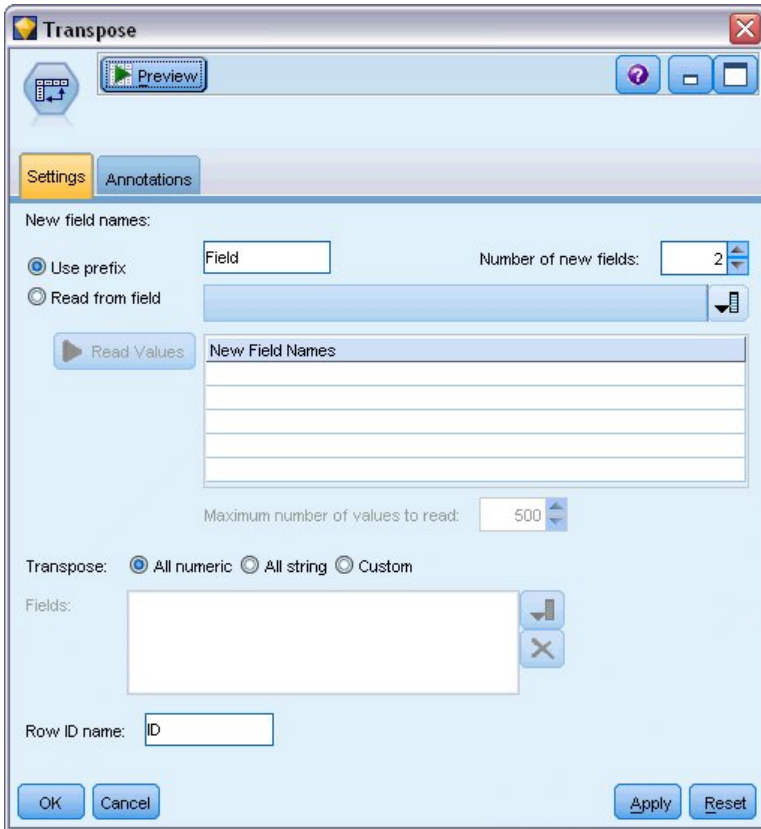 Transpose
Preview
?
Settings Annotations
New field names:
Use prefix Field Number of new fields: 2
Read from field
Read Values New Field Names
Maximum number of values to read: 500
Transpose: All numeric All string Custom
Fields:
Row ID name: ID
OK Cancel Apply Reset